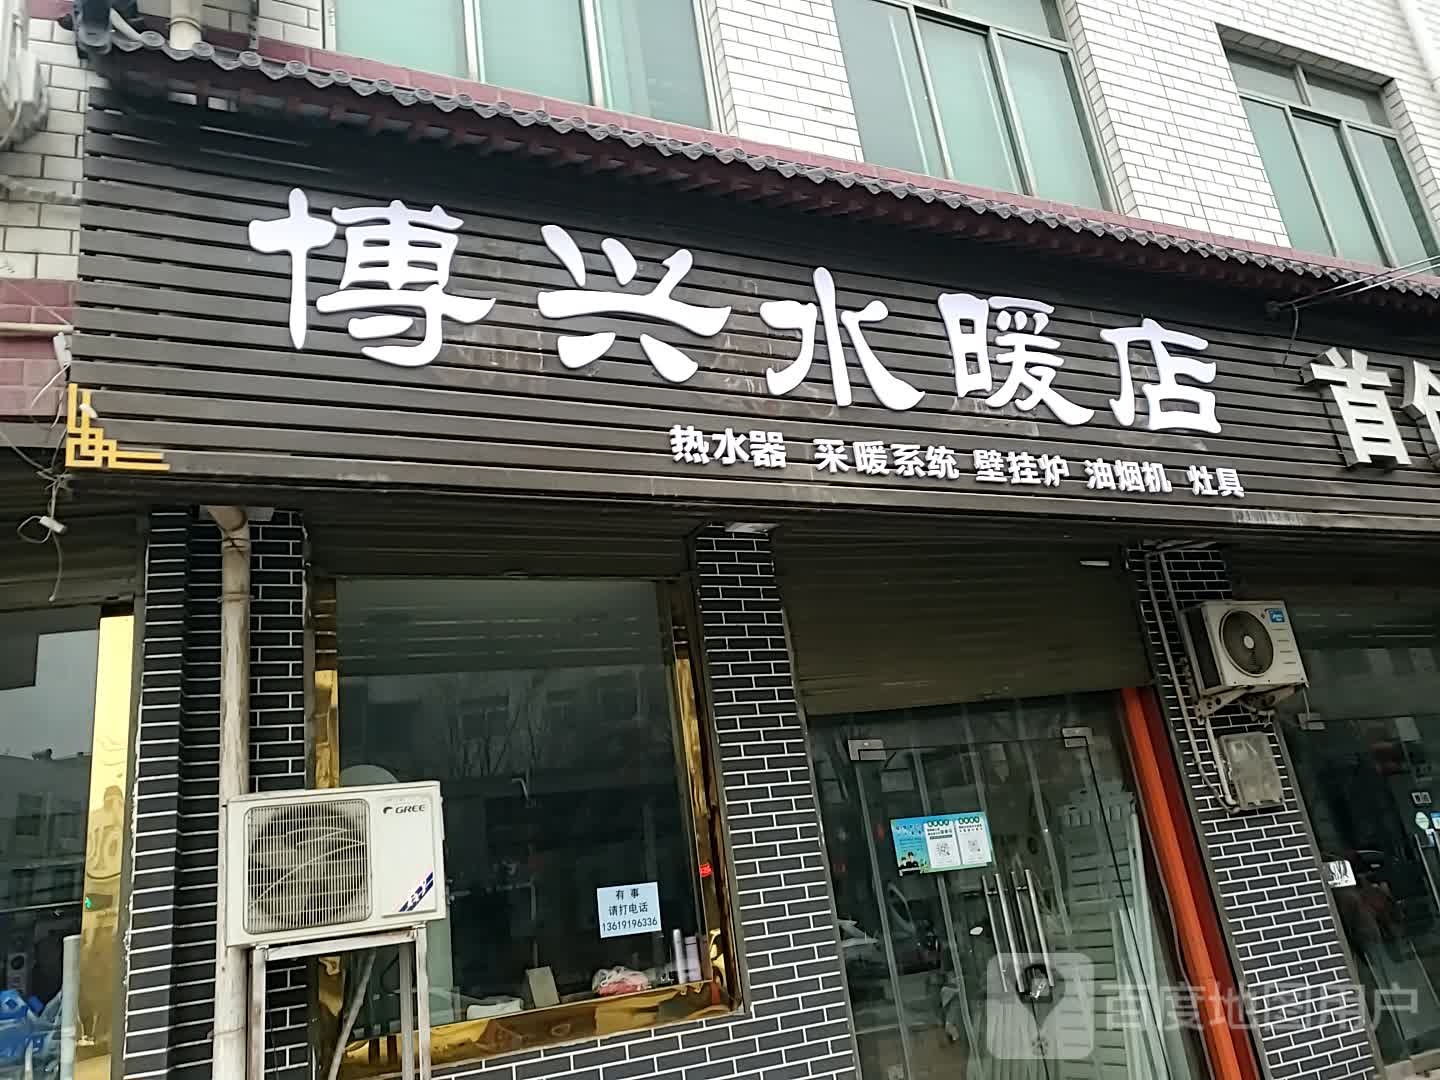 博兴水暖店
热水器 采暖系统 壁挂炉 油烟机 灶具
首
GREE
有事
请打电话
13619196336
百度地图用户